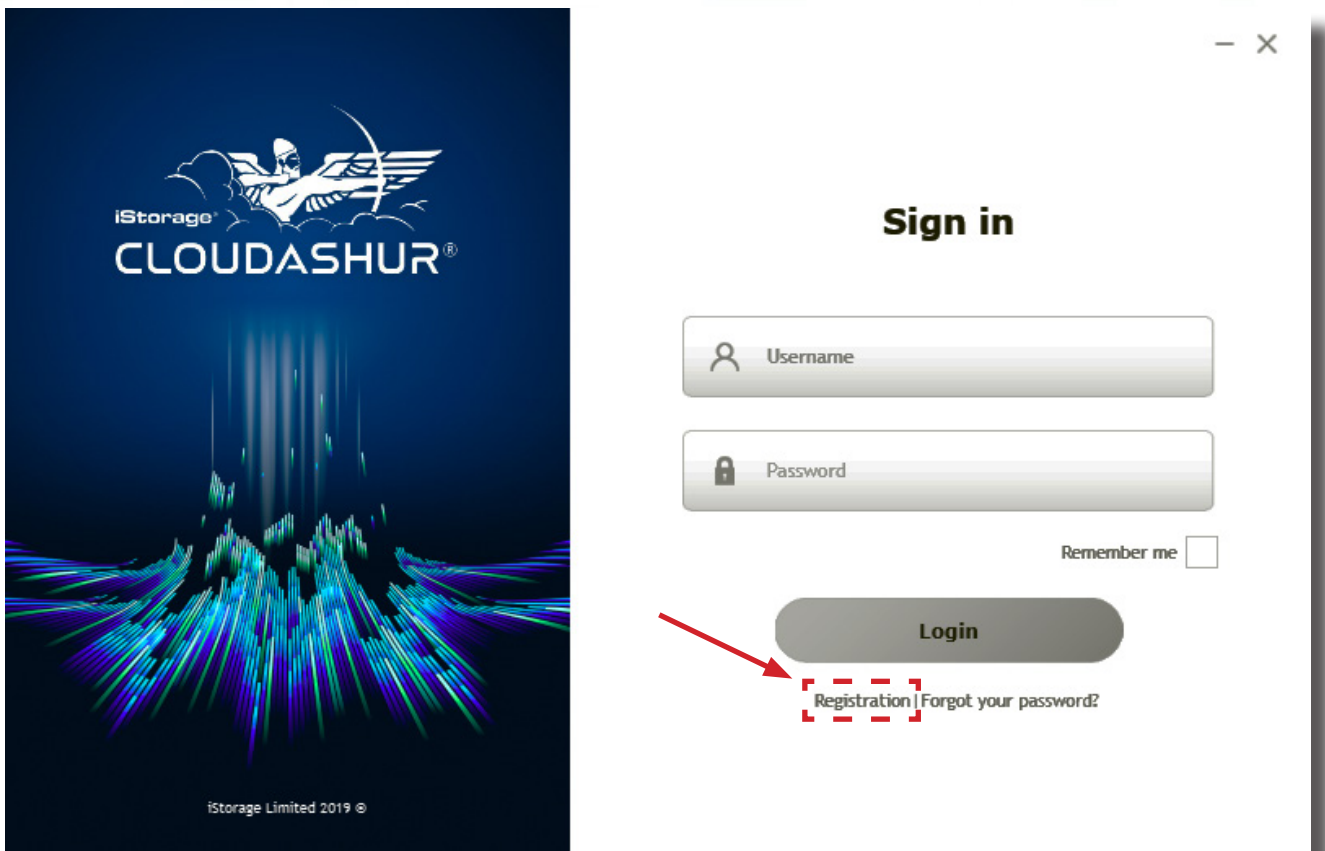 iStorage®
CLOUDASHUR®
iStorage Limited 2019 ©
Sign in
Username
Password
Remember me
Login
Registration|Forgot your password?